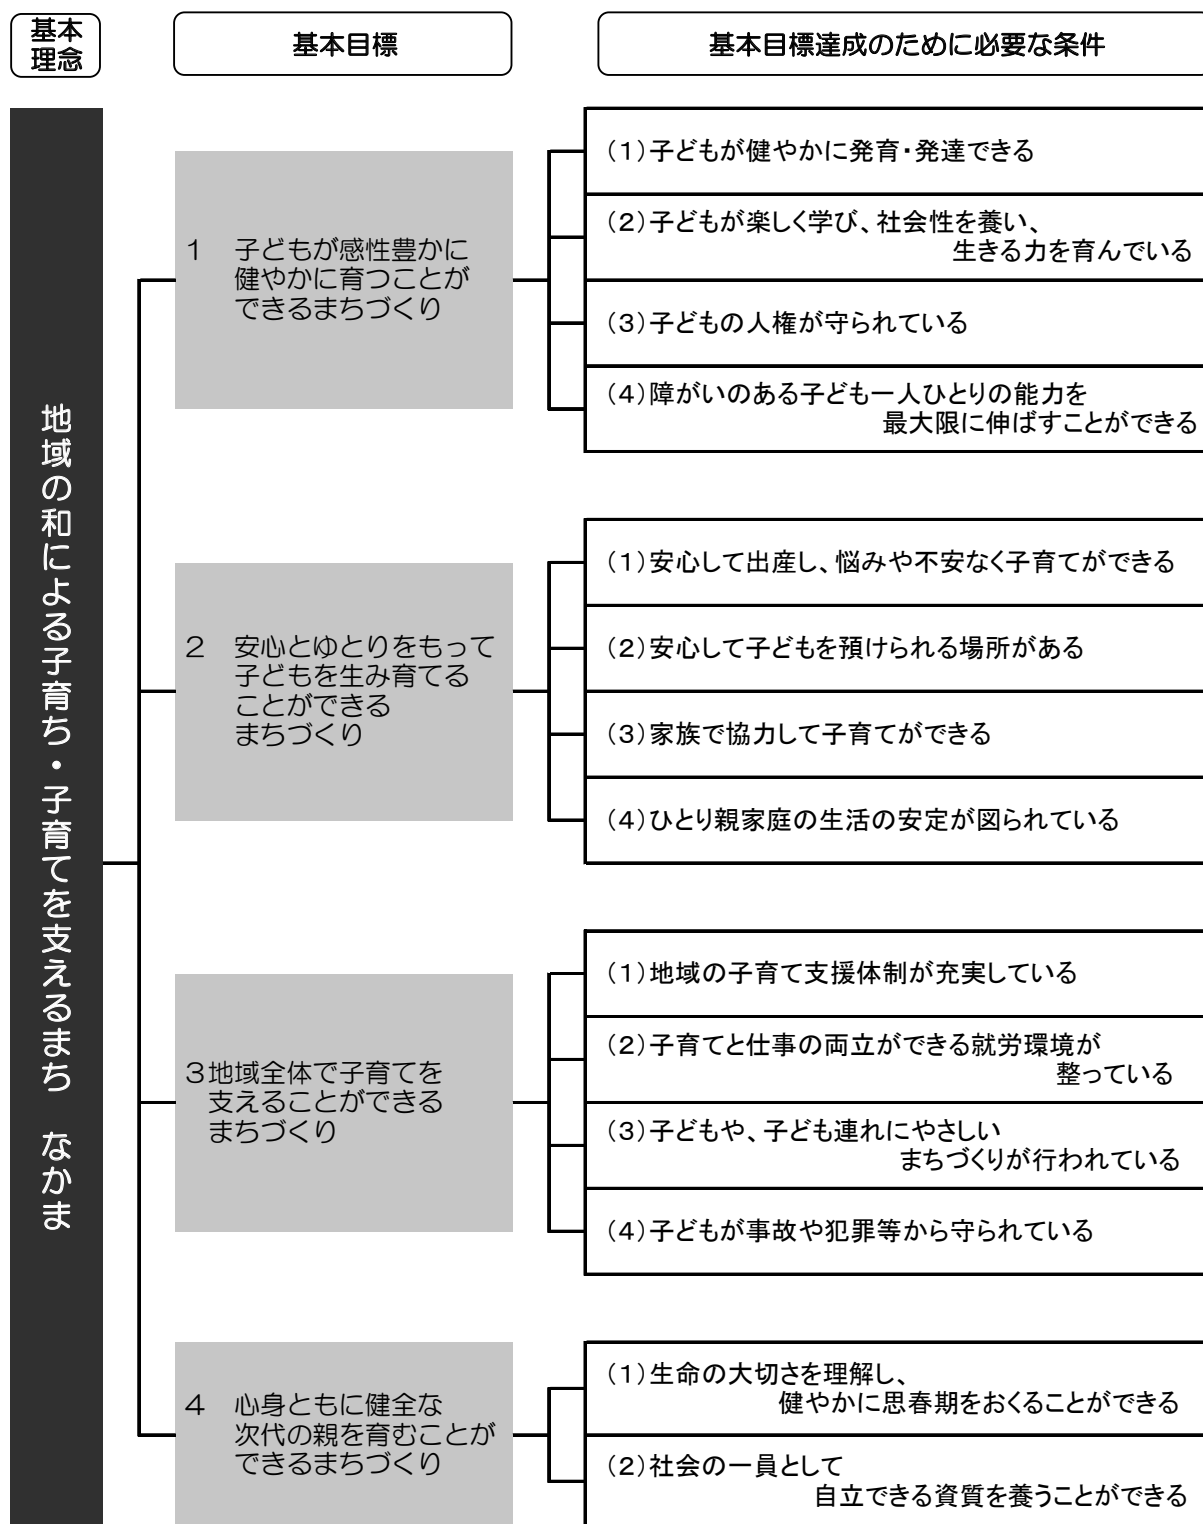 基本
理念
基本目標
基本目標達成のために必要な条件
地域の和による子育ち・子育てを支えるまち　なかま
1　子どもが感性豊かに
健やかに育つことが
できるまちづくり
（1）子どもが健やかに発育・発達できる
（2）子どもが楽しく学び、社会性を養い、
生きる力を育んでいる
（3）子どもの人権が守られている
（4）障がいのある子ども一人ひとりの能力を
最大限に伸ばすことができる
2　安心とゆとりをもって
子どもを生み育てる
ことができる
まちづくり
（1）安心して出産し、悩みや不安なく子育てができる
（2）安心して子どもを預けられる場所がある
（3）家族で協力して子育てができる
（4）ひとり親家庭の生活の安定が図られている
3地域全体で子育てを
支えることができる
まちづくり
（1）地域の子育て支援体制が充実している
（2）子育てと仕事の両立ができる就労環境が
整っている
（3）子どもや、子ども連れにやさしい
まちづくりが行われている
（4）子どもが事故や犯罪等から守られている
4　心身ともに健全な
次代の親を育むことが
できるまちづくり
（1）生命の大切さを理解し、
健やかに思春期をおくることができる
（2）社会の一員として
自立できる資質を養うことができる